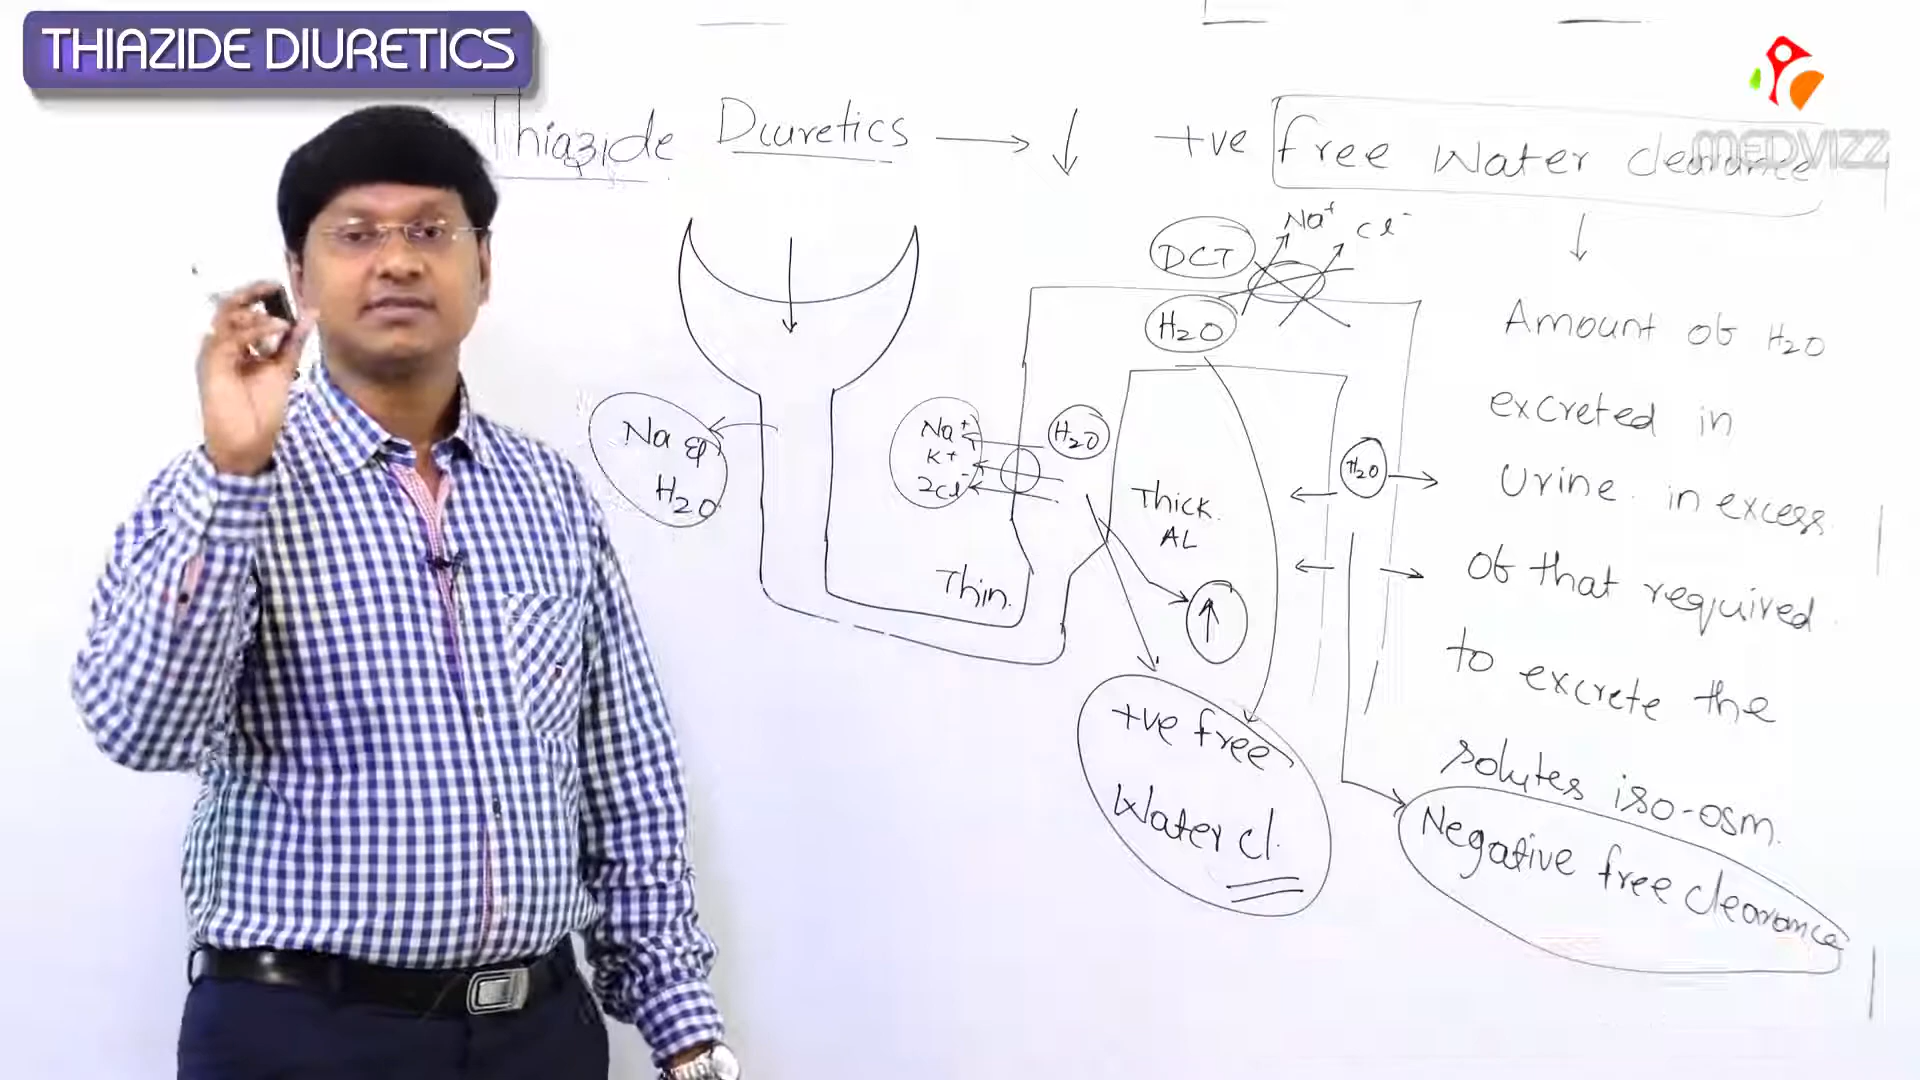 THIAZIDE DIURETICS
MEDVIZZ
Thiazide Diuretics → ↓ +ve free Water clearance
Na+ Cl-
DCT
H2O
Amount of H2O
excreted in
Urine in excess
of that required
to excrete the
solutes iso-osm.
Na & H2O
Na+
K+
2Cl-
H2O
Thick
AL
Thin
↑
H2O
+ve free
Water cl.
Negative free clearance